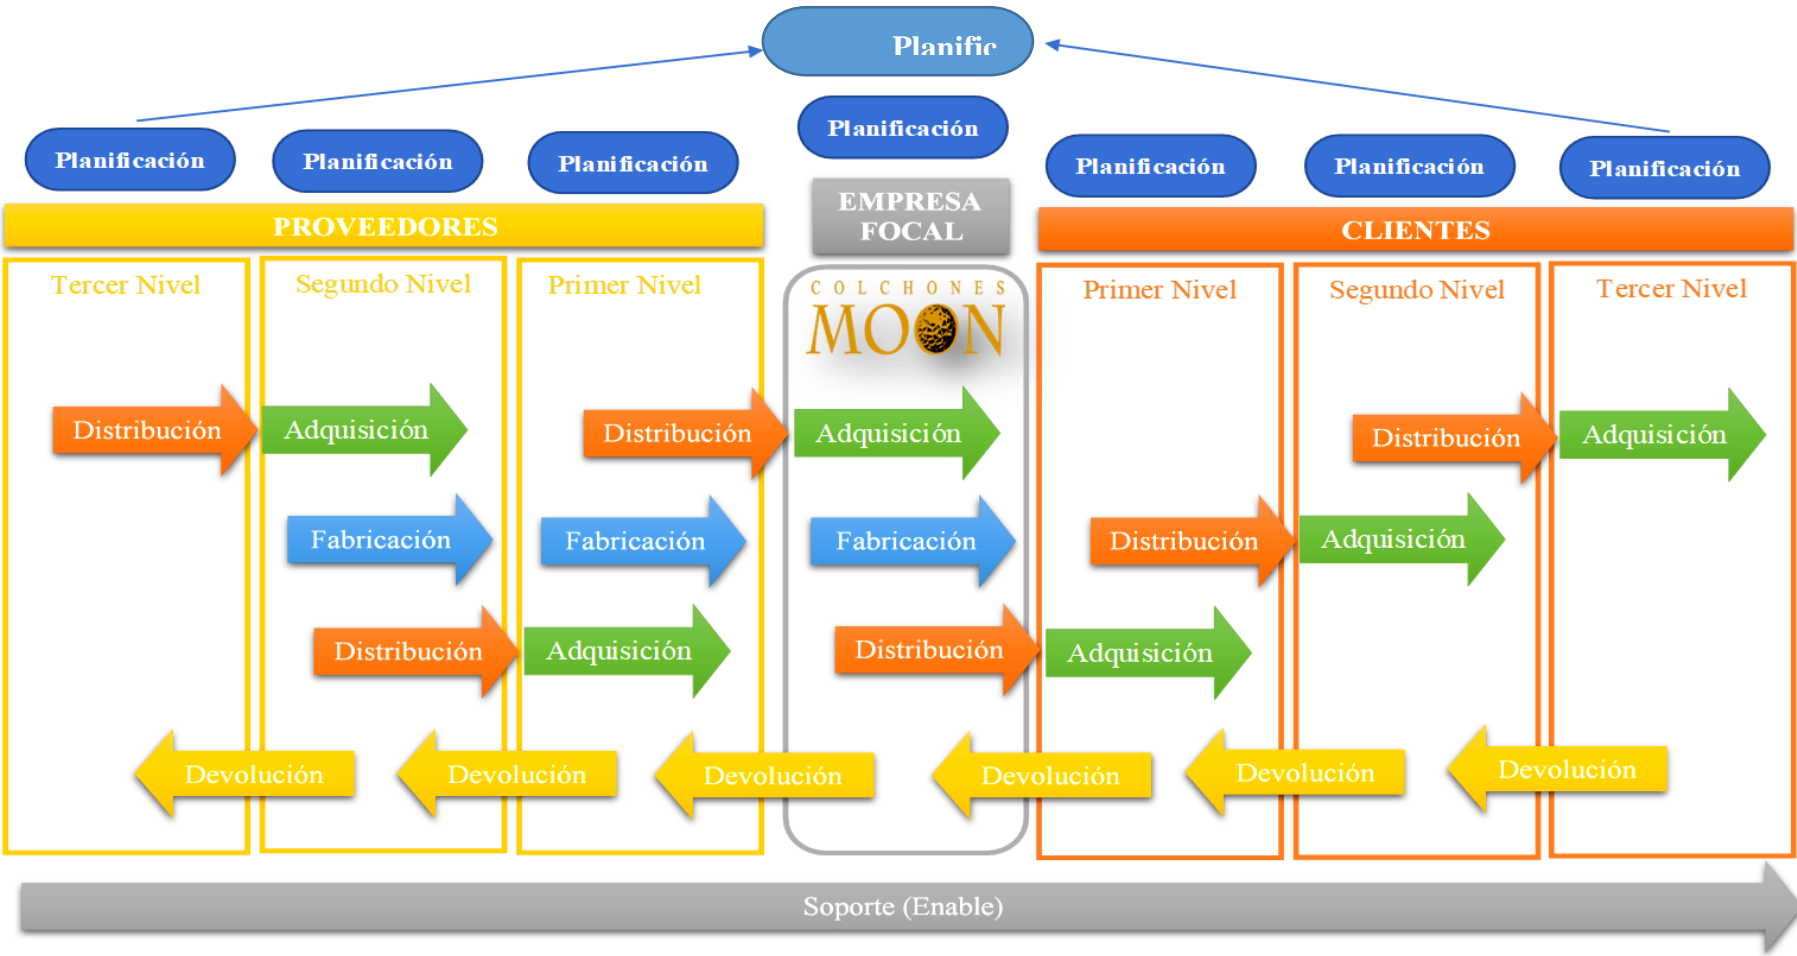 Planific
Planificación
Planificación
Planificación
Planificación
Planificación
Planificación
Planificación
PROVEEDORES
EMPRESA
FOCAL
CLIENTES
Tercer Nivel
Segundo Nivel
Primer Nivel
COLCHONES
MOON
Primer Nivel
Segundo Nivel
Tercer Nivel
Distribución
Adquisición
Distribución
Adquisición
Distribución
Adquisición
Fabricación
Fabricación
Fabricación
Distribución
Adquisición
Distribución
Adquisición
Distribución
Adquisición
Devolución
Devolución
Devolución
Devolución
Devolución
Devolución
Soporte (Enable)